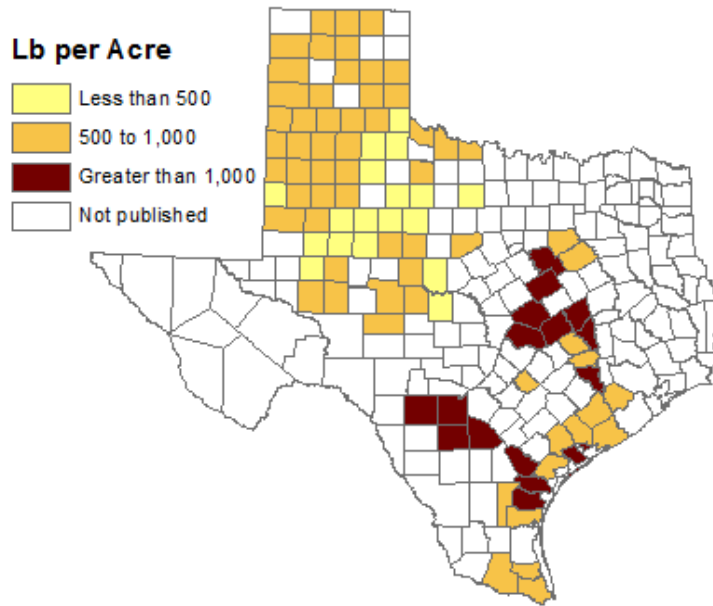 Lb per Acre
Less than 500
500 to 1,000
Greater than 1,000
Not published